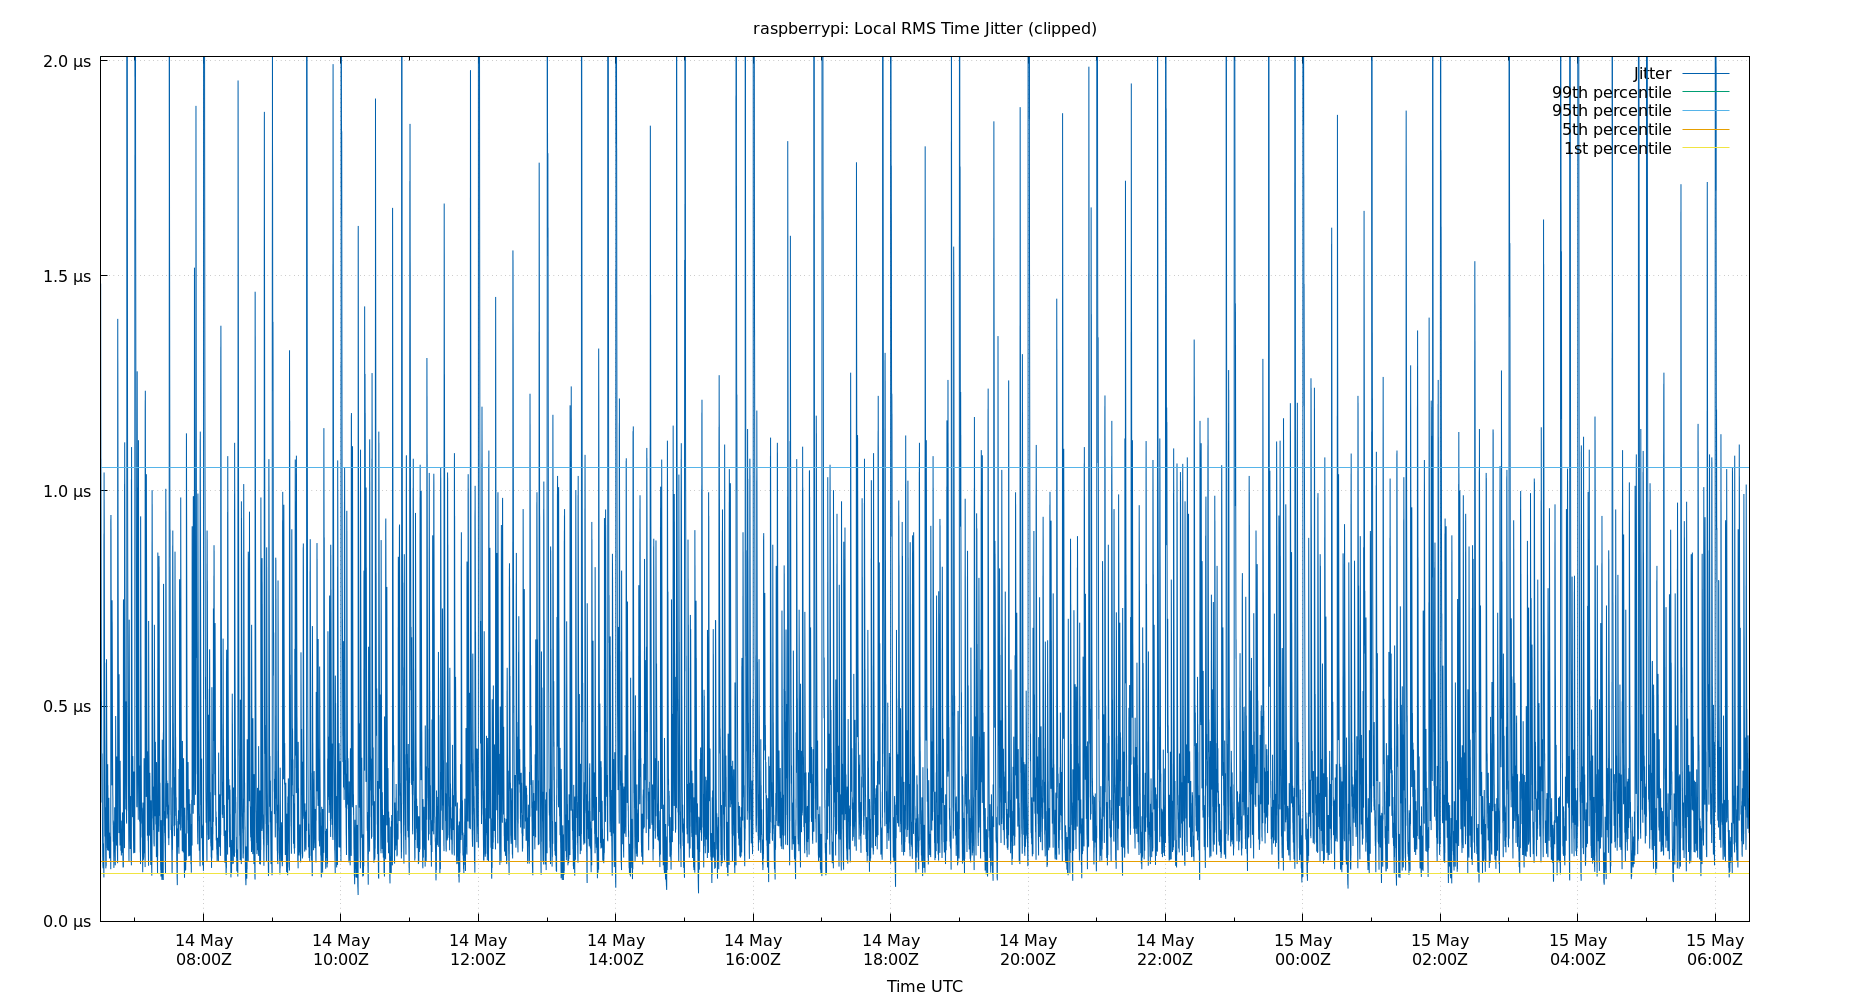 raspberrypi: Local RMS Time Jitter (clipped)
2.0 μs
1.5 μs
1.0 μs
0.5 μs
0.0 μs
Jitter
99th percentile
95th percentile
5th percentile
1st percentile
14 May 14 May 14 May 14 May 14 May 14 May 14 May 14 May 15 May 15 May 15 May 15 May
08:00Z 10:00Z 12:00Z 14:00Z 16:00Z 18:00Z 20:00Z 22:00Z 00:00Z 02:00Z 04:00Z 06:00Z
Time UTC